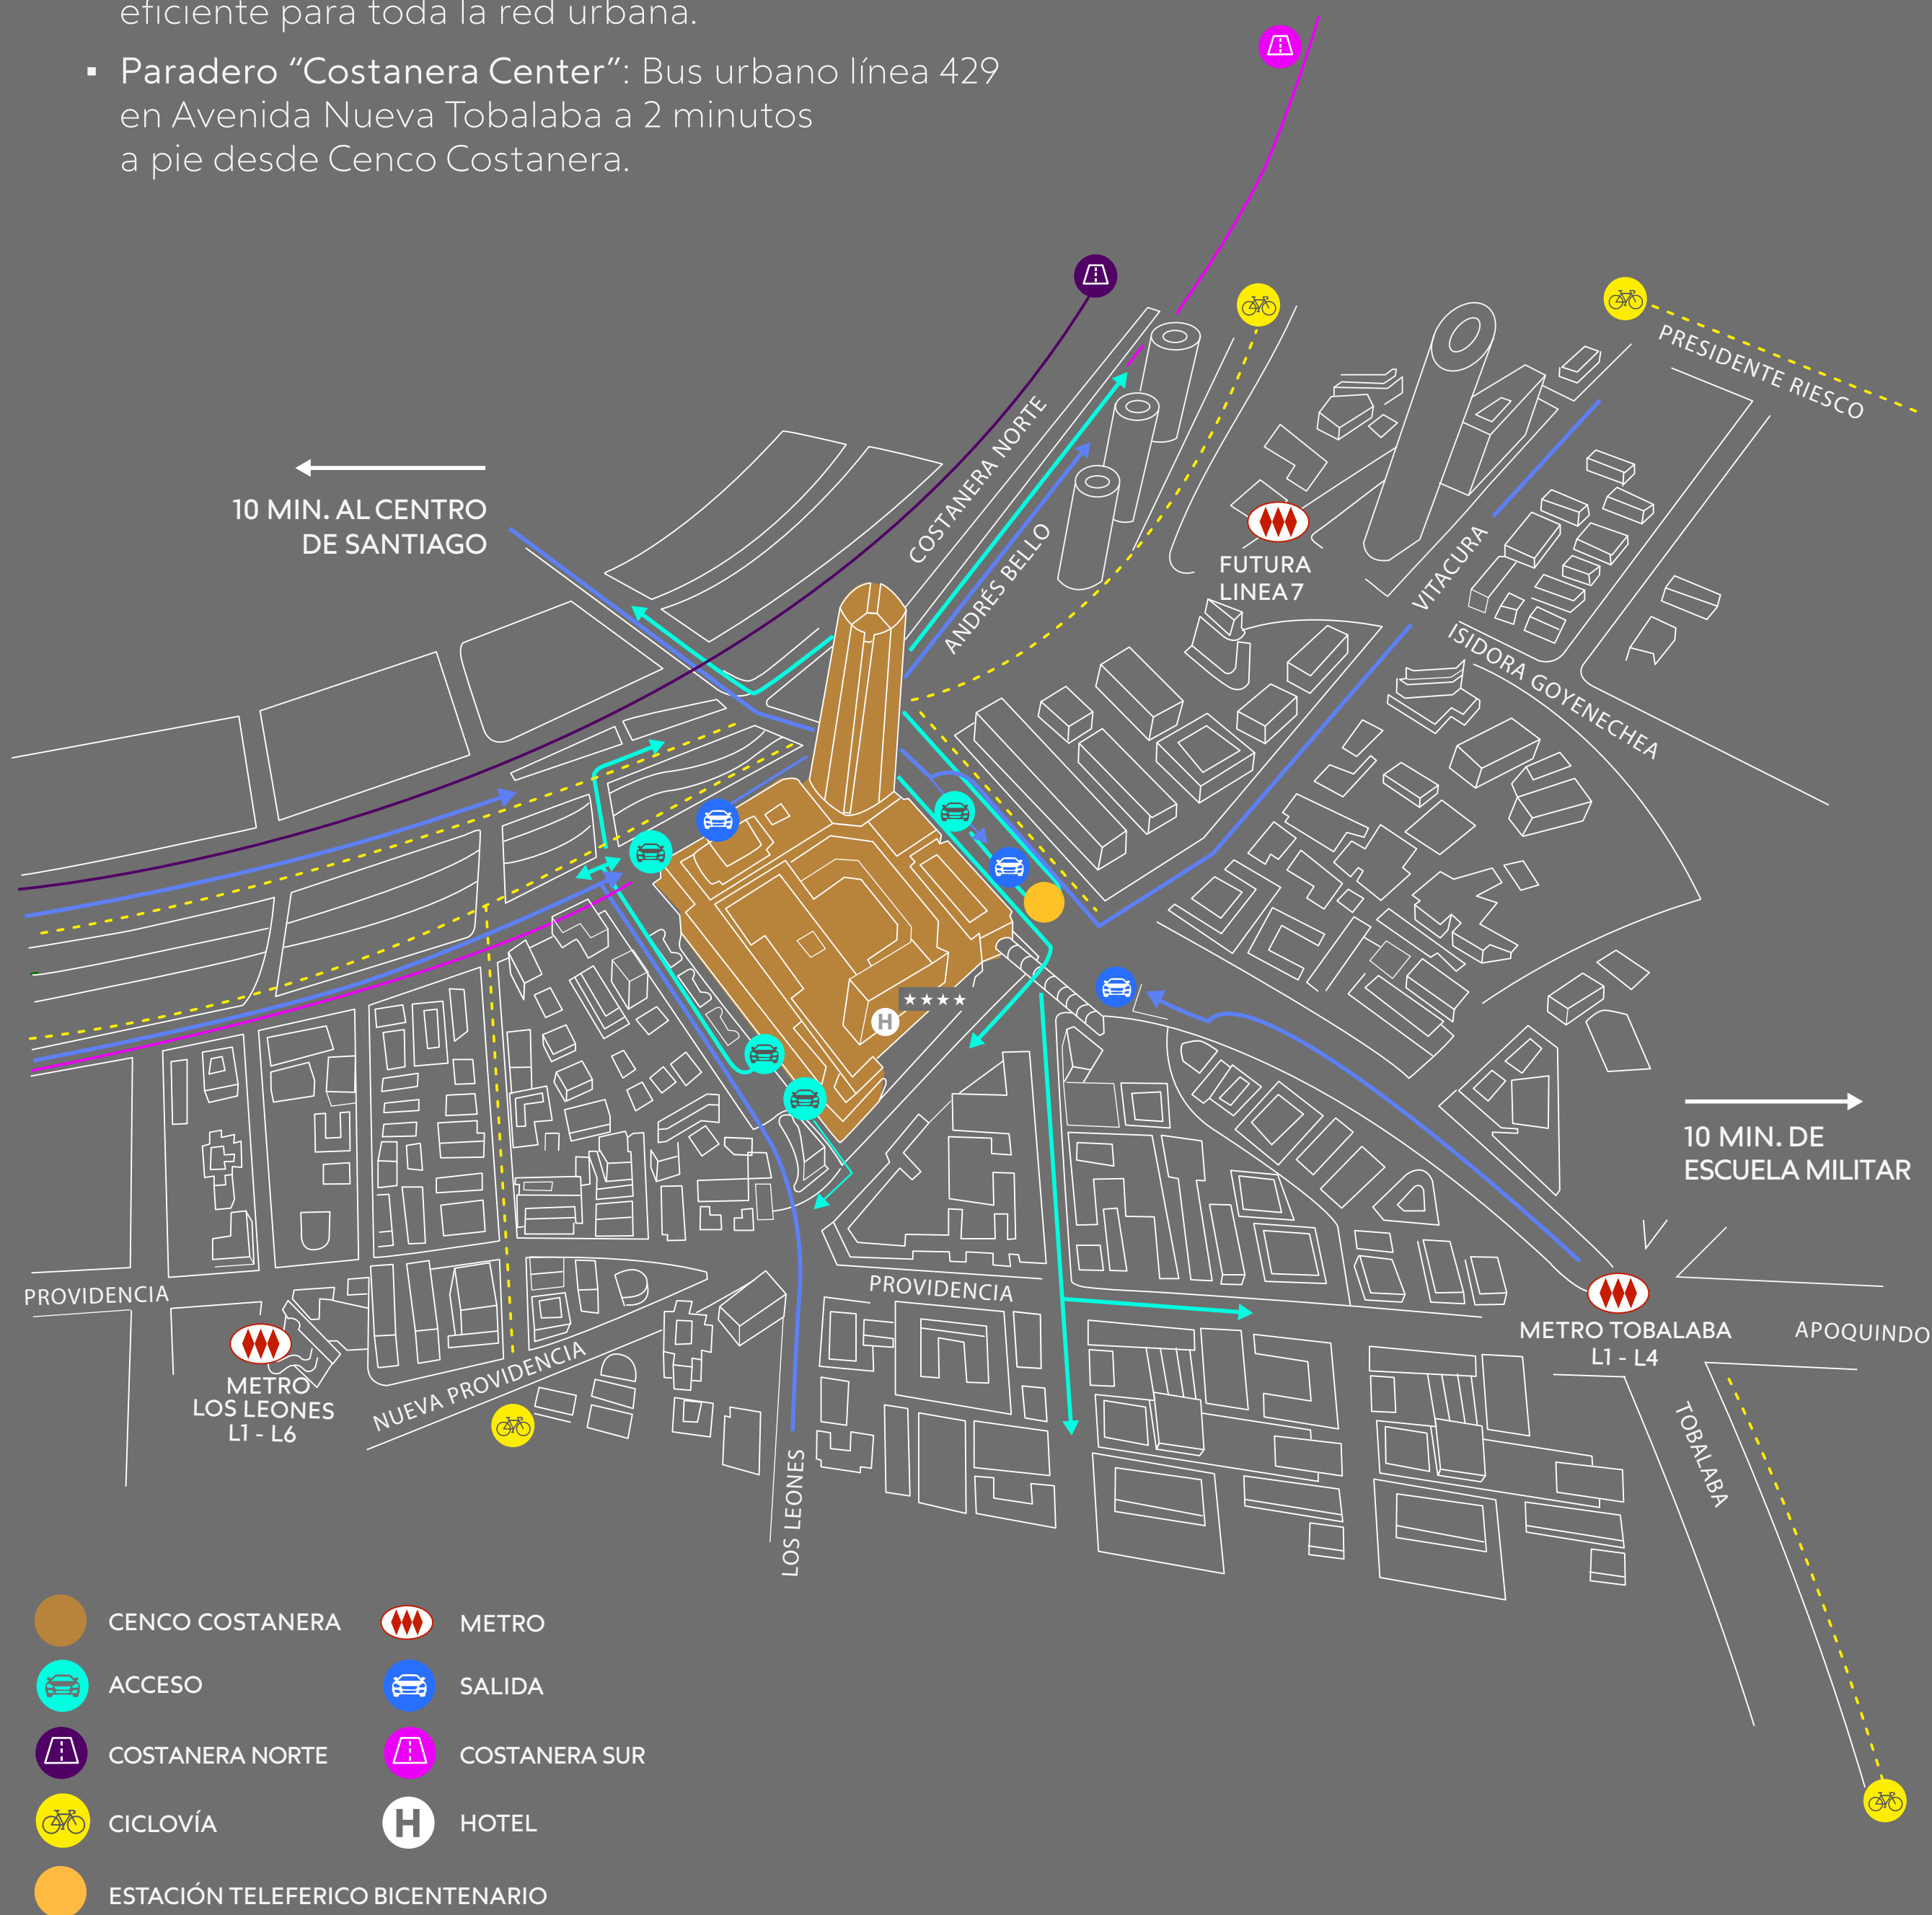 eficiente para toda la red urbana.
▪ Paradero “Costanera Center”: Bus urbano línea 429
en Avenida Nueva Tobalaba a 2 minutos
a pie desde Cenco Costanera.
PRESIDENTE RIESCO
COSTANERA NORTE
10 MIN. AL CENTRO
DE SANTIAGO
ANDRÉS BELLO
FUTURA
LINEA 7
VITACURA
ISIDORA GOYENECHEA
★★★★
H
10 MIN. DE
ESCUELA MILITAR
PROVIDENCIA
PROVIDENCIA
METRO TOBALABA
L1 - L4
APOQUINDO
METRO
LOS LEONES
L1 - L6
NUEVA PROVIDENCIA
TOBALABA
LOS LEONES
CENCO COSTANERA
METRO
ACCESO
SALIDA
COSTANERA NORTE
COSTANERA SUR
CICLOVÍA
H HOTEL
ESTACIÓN TELEFERICO BICENTENARIO